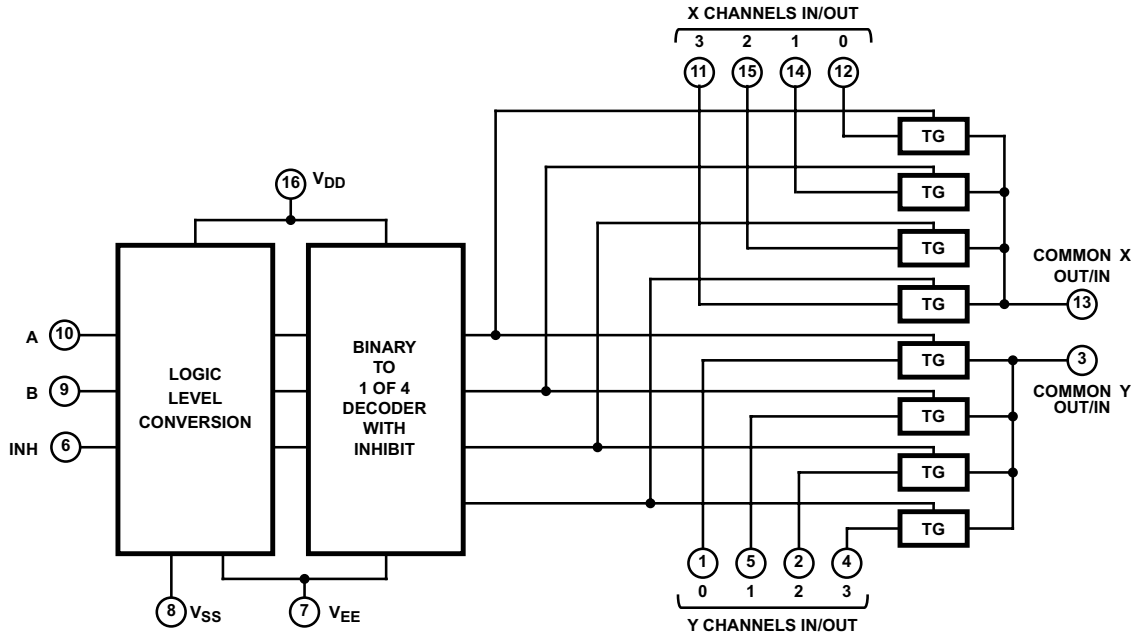 X CHANNELS IN/OUT
3 2 1 0
11 15 14 12
TG
TG
16 VDD
TG
COMMON X
OUT/IN
TG
13
A 10
LOGIC
LEVEL
CONVERSION
BINARY
TO
1 OF 4
DECODER
WITH
INHIBIT
TG
3
B 9
COMMON Y
OUT/IN
TG
INH 6
TG
TG
1 5 2 4
0 1 2 3
8 VSS
7 VEE
Y CHANNELS IN/OUT